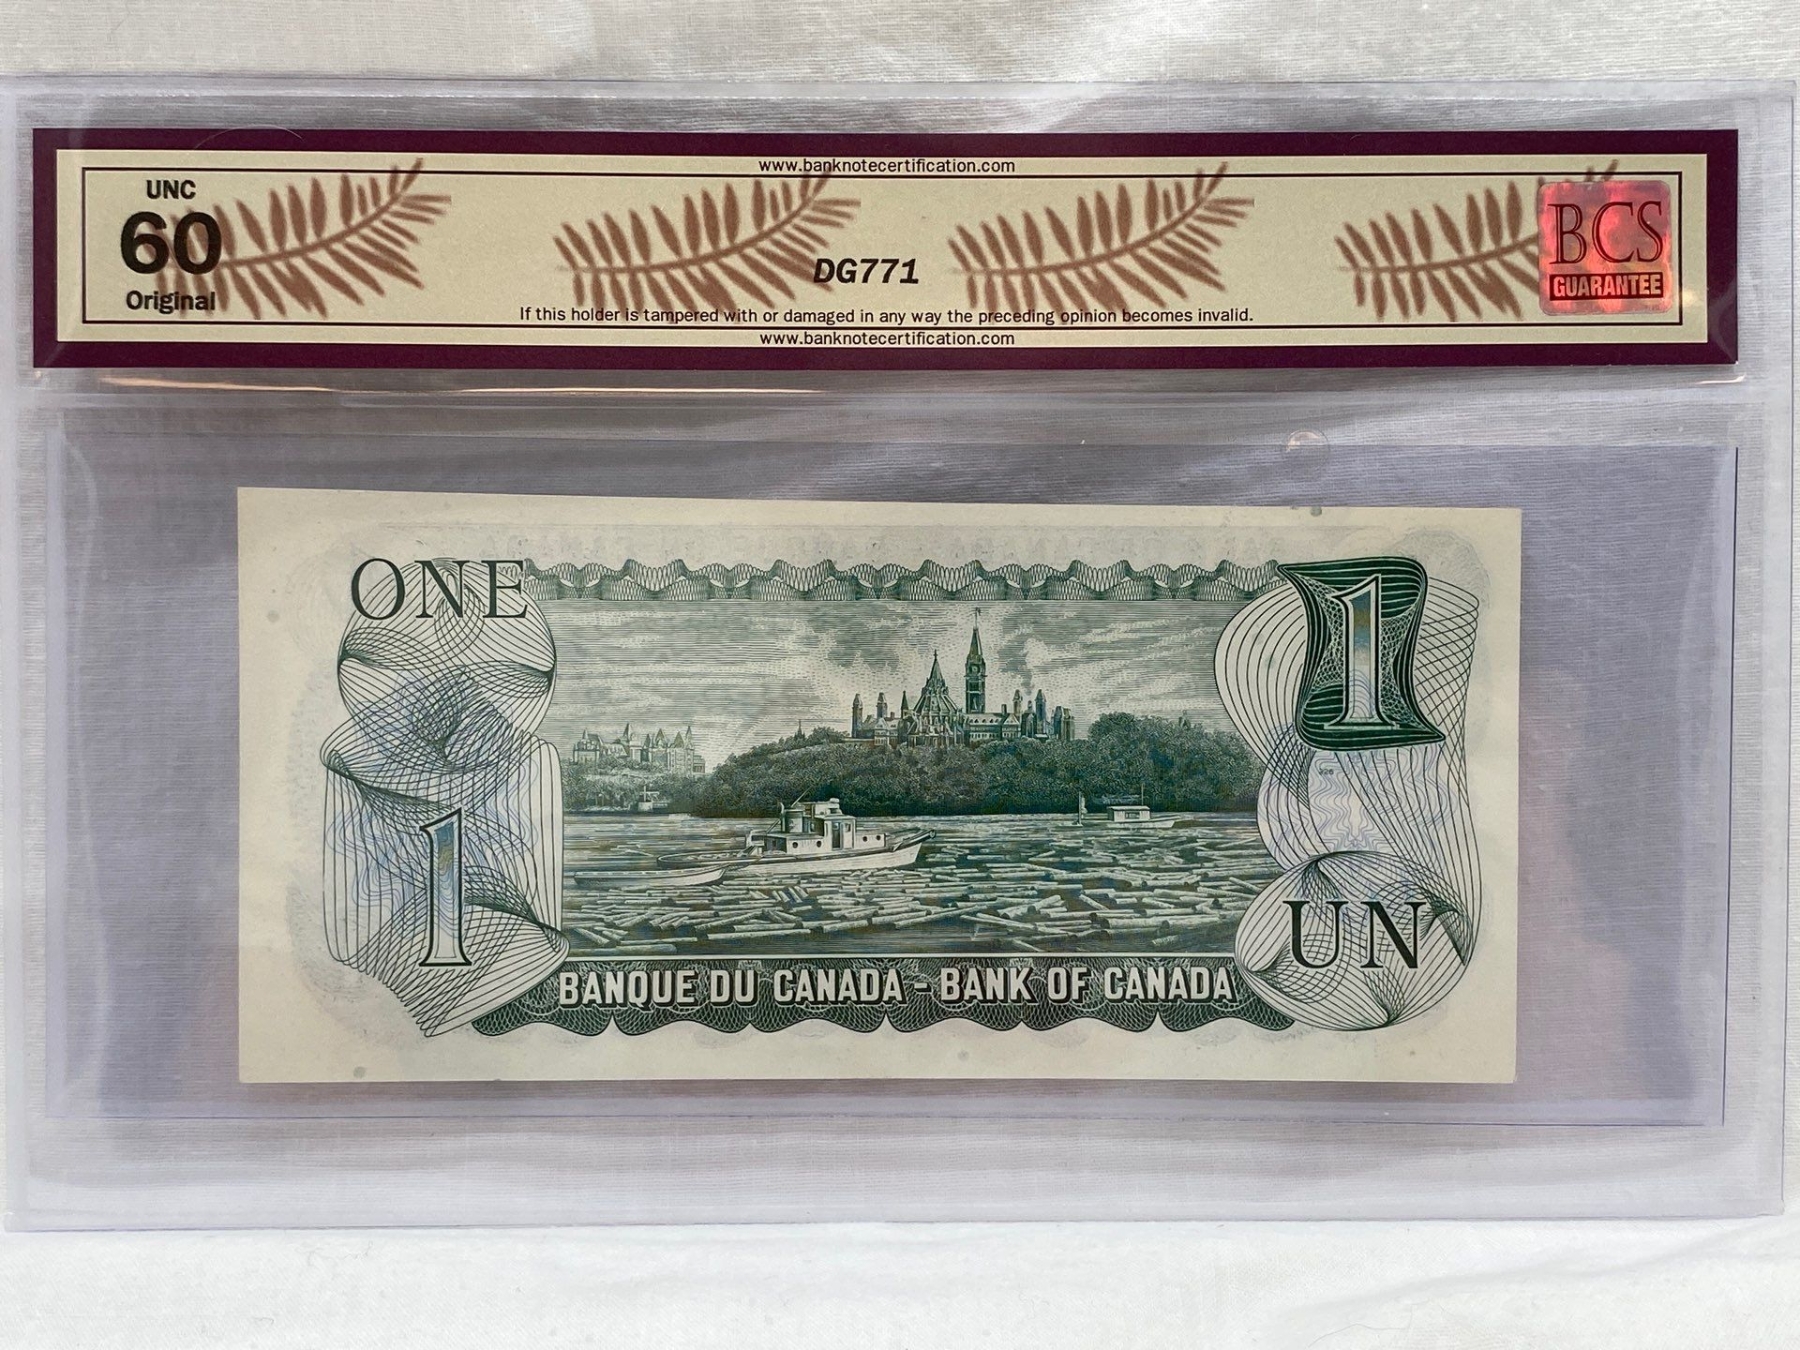 www.banknotecertification.com
UNC
60
Original
DG771
BCS
GUARANTEE
If this holder is tampered with or damaged in any way the preceding opinion becomes invalid.
www.banknotecertification.com
ONE
1
1
UN
BANQUE DU CANADA - BANK OF CANADA